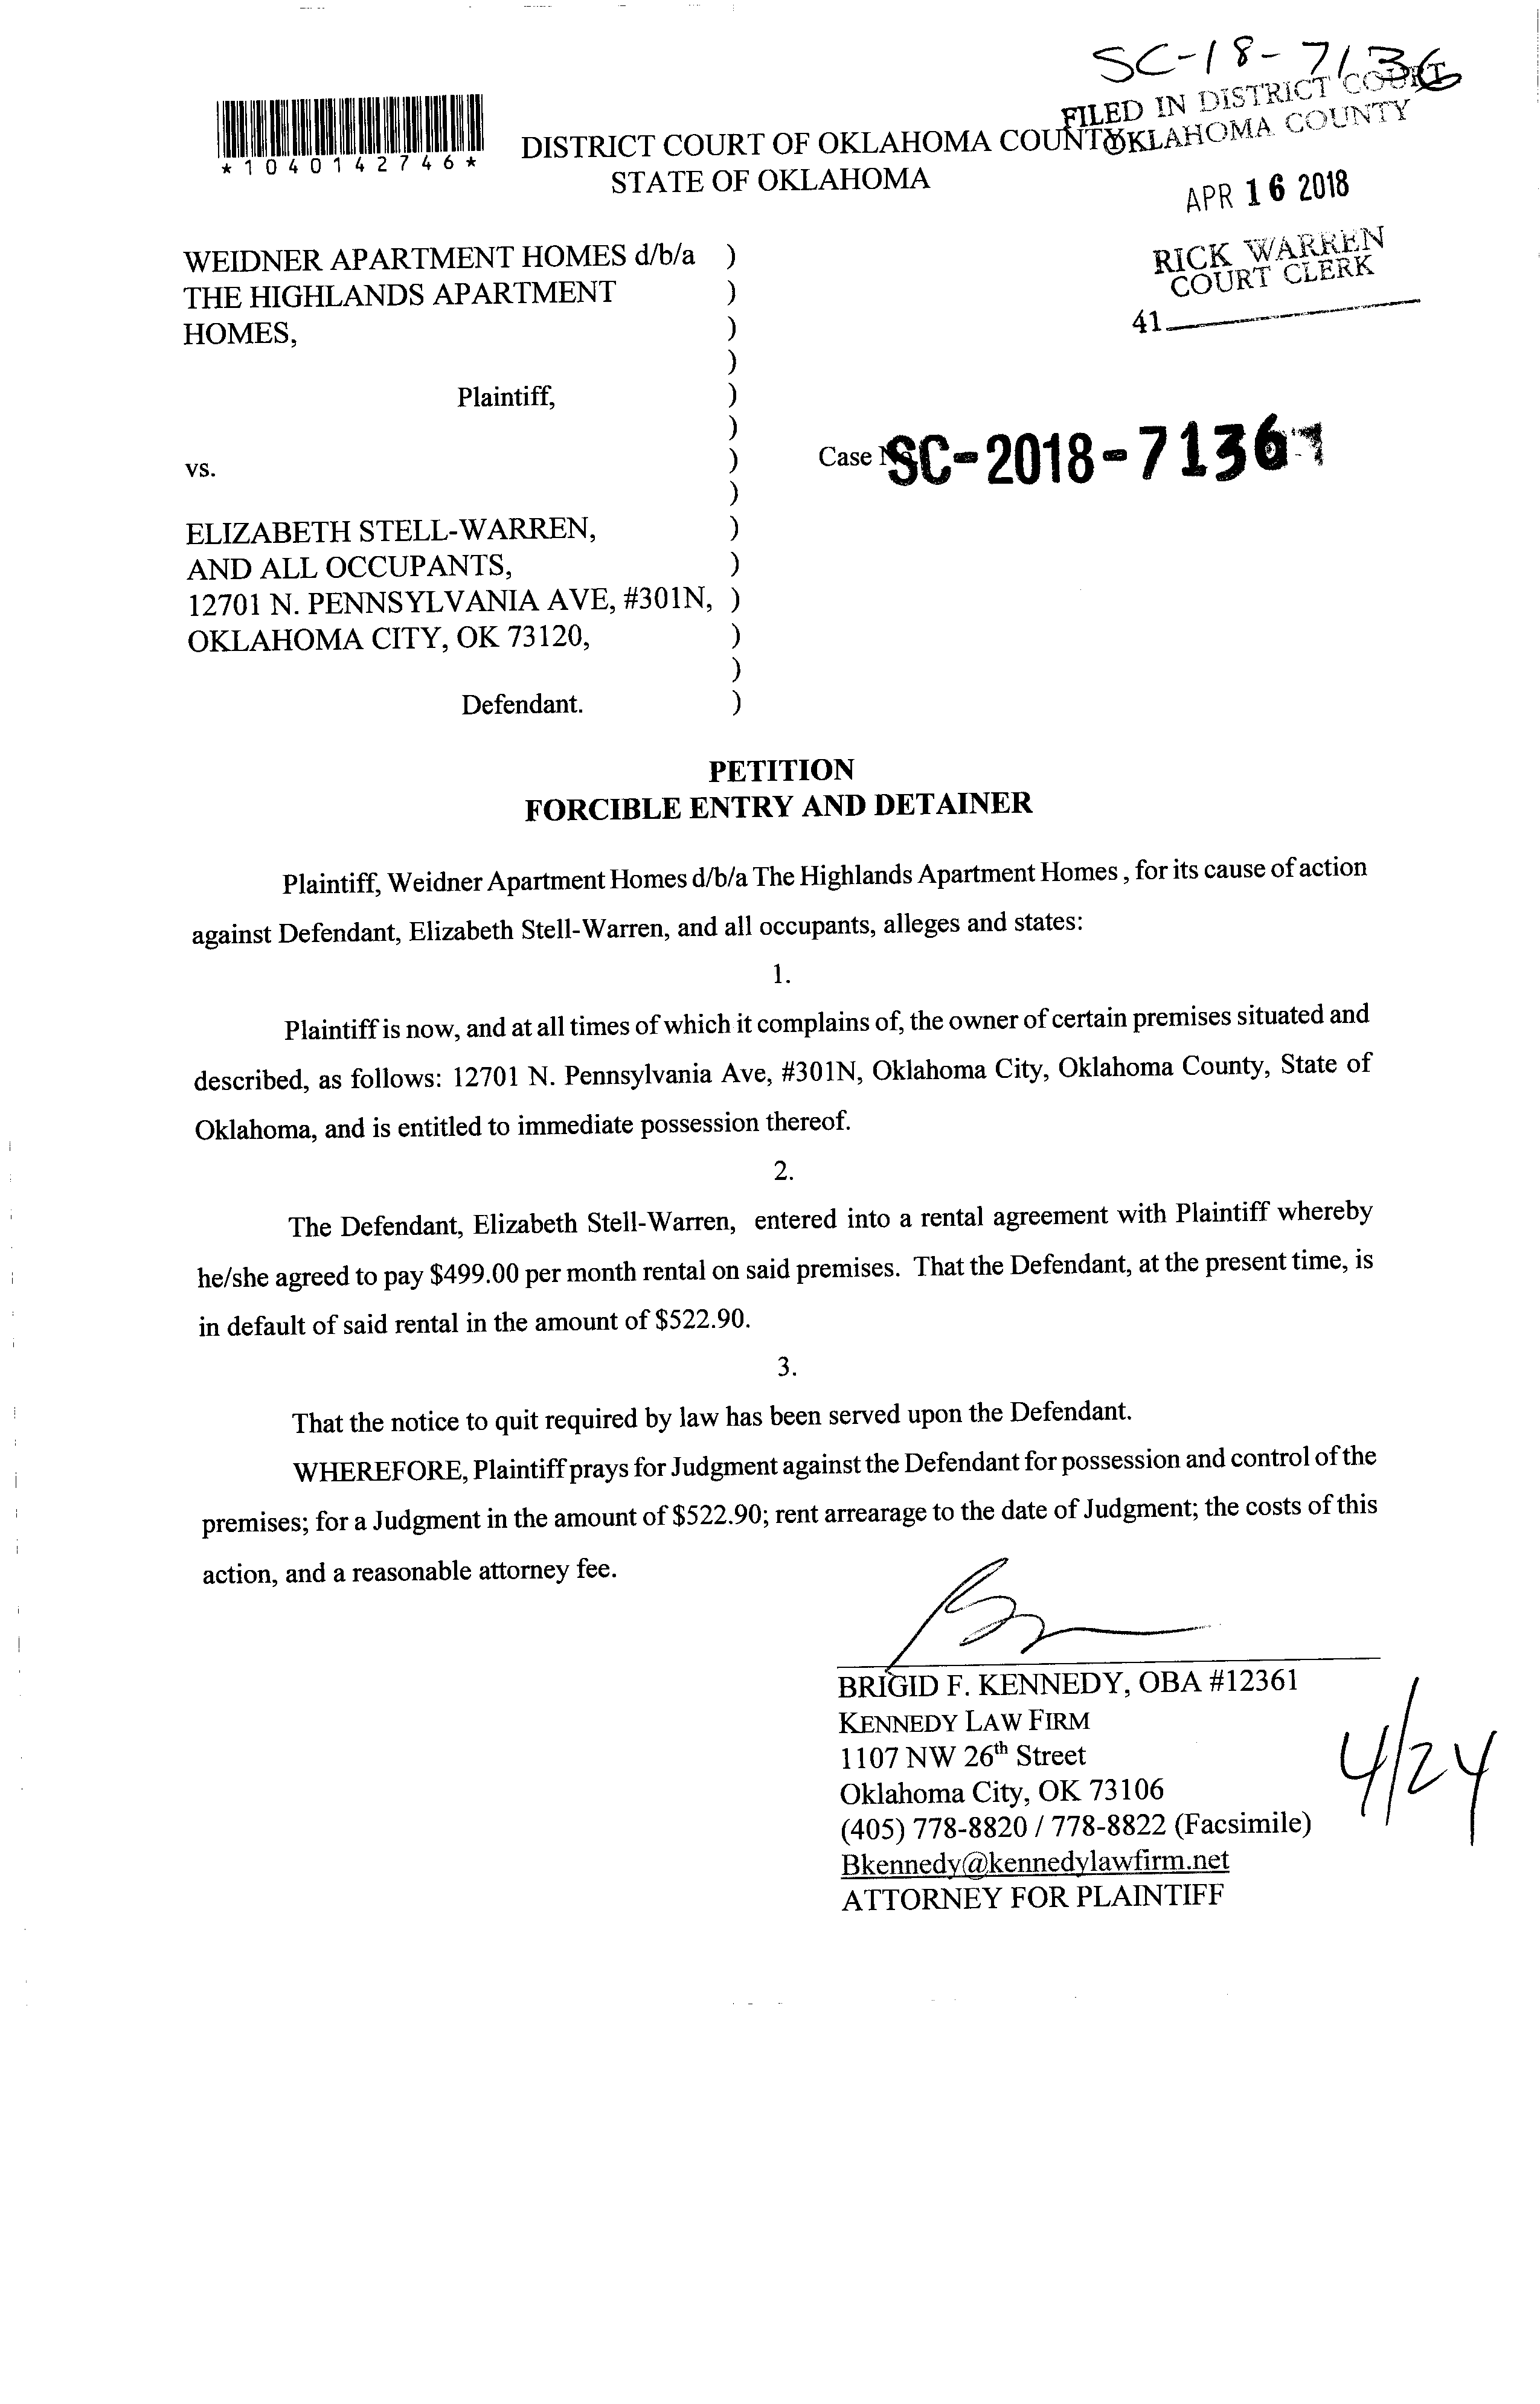 SC-18-7136
FILED IN DISTRICT COURT
OKLAHOMA COUNTY
*1040142746*
DISTRICT COURT OF OKLAHOMA COUNTY
STATE OF OKLAHOMA
APR 16 2018
RICK WARREN
COURT CLERK
41
WEIDNER APARTMENT HOMES d/b/a )
THE HIGHLANDS APARTMENT )
HOMES, )
)
Plaintiff, )
)
vs. ) Case SC-2018-7136
)
ELIZABETH STELL-WARREN, )
AND ALL OCCUPANTS, )
12701 N. PENNSYLVANIA AVE, #301N, )
OKLAHOMA CITY, OK 73120, )
)
Defendant. )
PETITION
FORCIBLE ENTRY AND DETAINER
Plaintiff, Weidner Apartment Homes d/b/a The Highlands Apartment Homes , for its cause of action
against Defendant, Elizabeth Stell-Warren, and all occupants, alleges and states:
1.
Plaintiff is now, and at all times of which it complains of, the owner of certain premises situated and
described, as follows: 12701 N. Pennsylvania Ave, #301N, Oklahoma City, Oklahoma County, State of
Oklahoma, and is entitled to immediate possession thereof.
2.
The Defendant, Elizabeth Stell-Warren, entered into a rental agreement with Plaintiff whereby
he/she agreed to pay $499.00 per month rental on said premises. That the Defendant, at the present time, is
in default of said rental in the amount of $522.90.
3.
That the notice to quit required by law has been served upon the Defendant.
WHEREFORE, Plaintiff prays for Judgment against the Defendant for possession and control of the
premises; for a Judgment in the amount of $522.90; rent arrearage to the date of Judgment; the costs of this
action, and a reasonable attorney fee.
BRIGID F. KENNEDY, OBA #12361
KENNEDY LAW FIRM
1107 NW 26th Street
Oklahoma City, OK 73106
(405) 778-8820 / 778-8822 (Facsimile)
Bkennedy@kennedylawfirm.net
ATTORNEY FOR PLAINTIFF
4/24